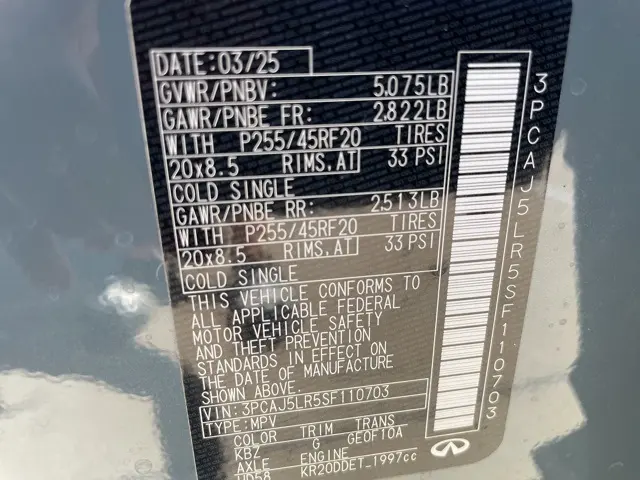 DATE: 03/25
GVWR/PNBV: 5,075LB
GAWR/PNBE FR: 2,822LB
WITH P255/45RF20 TIRES
20x8.5 RIMS,AT 33 PSI
COLD SINGLE
GAWR/PNBE RR: 2,513LB
WITH P255/45RF20 TIRES
20x8.5 RIMS,AT 33 PSI
COLD SINGLE
THIS VEHICLE CONFORMS TO
ALL APPLICABLE FEDERAL
MOTOR VEHICLE SAFETY
AND THEFT PREVENTION
STANDARDS IN EFFECT ON
THE DATE OF MANUFACTURE
SHOWN ABOVE.
VIN: 3PCAJ5LR5SF110703
TYPE: MPV
COLOR TRIM TRANS
KBZ G GE0F10A
AXLE ENGINE
HD58 KR20DDET 1997cc
3PCAJ5LR5SF110703